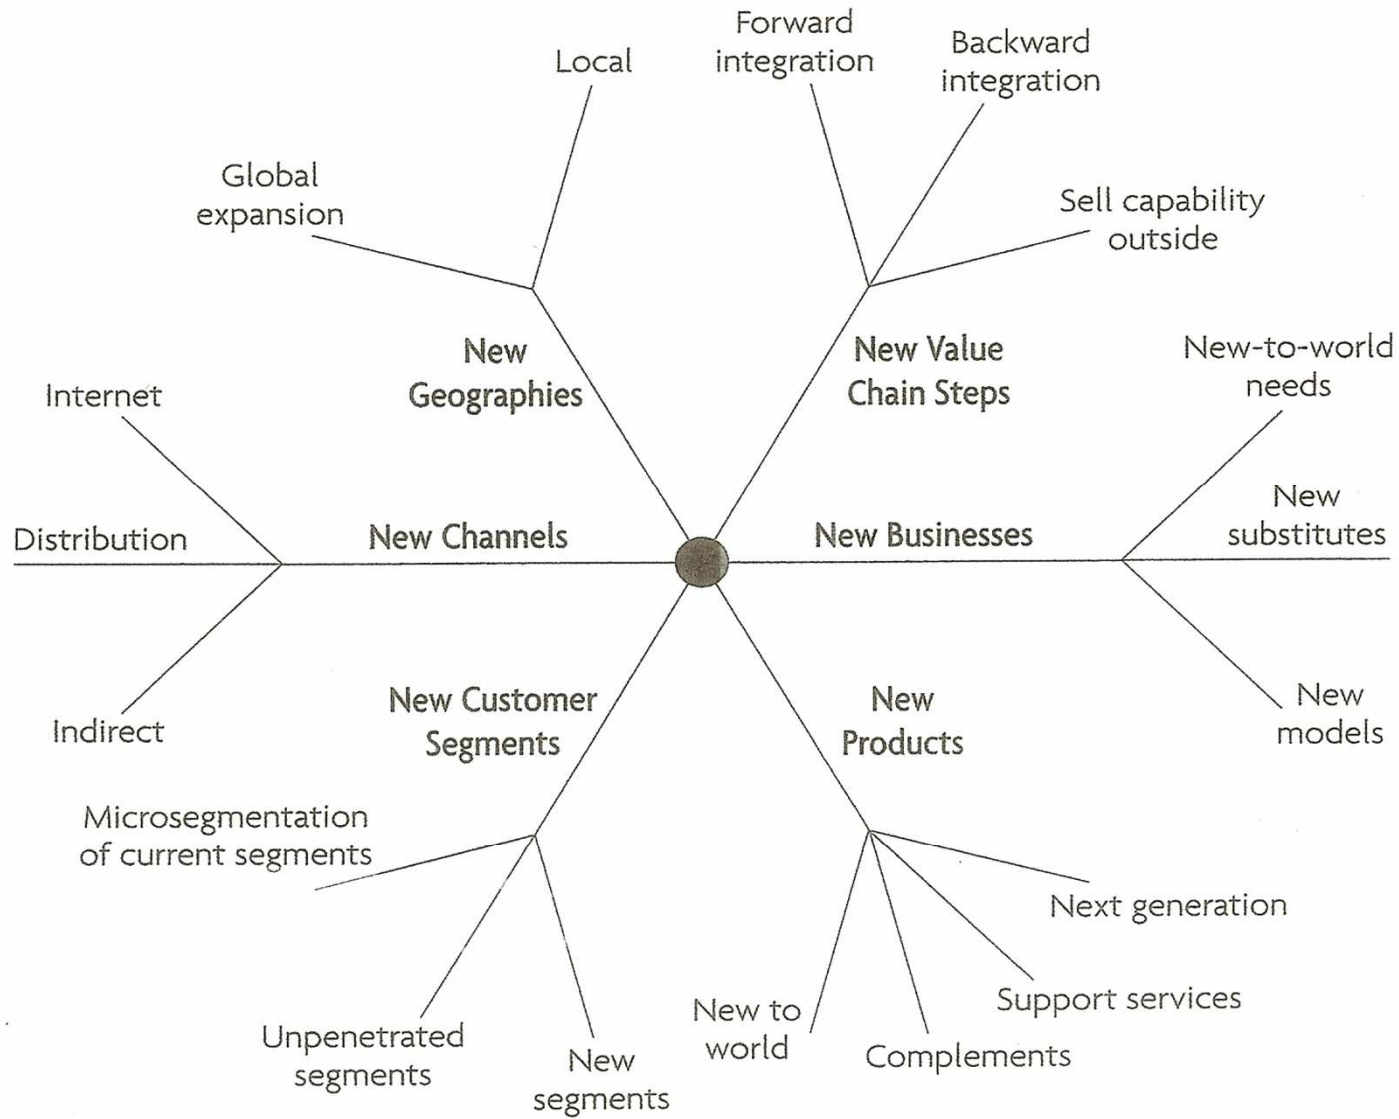 Forward
integration
Backward
integration
Local
Global
expansion
Sell capability
outside
New
Geographies
New Value
Chain Steps
New-to-world
needs
Internet
New
substitutes
Distribution
New Channels
New Businesses
New Customer
Segments
New
Products
New
models
Indirect
Microsegmentation
of current segments
Next generation
Support services
New to
world
Complements
Unpenetrated
segments
New
segments